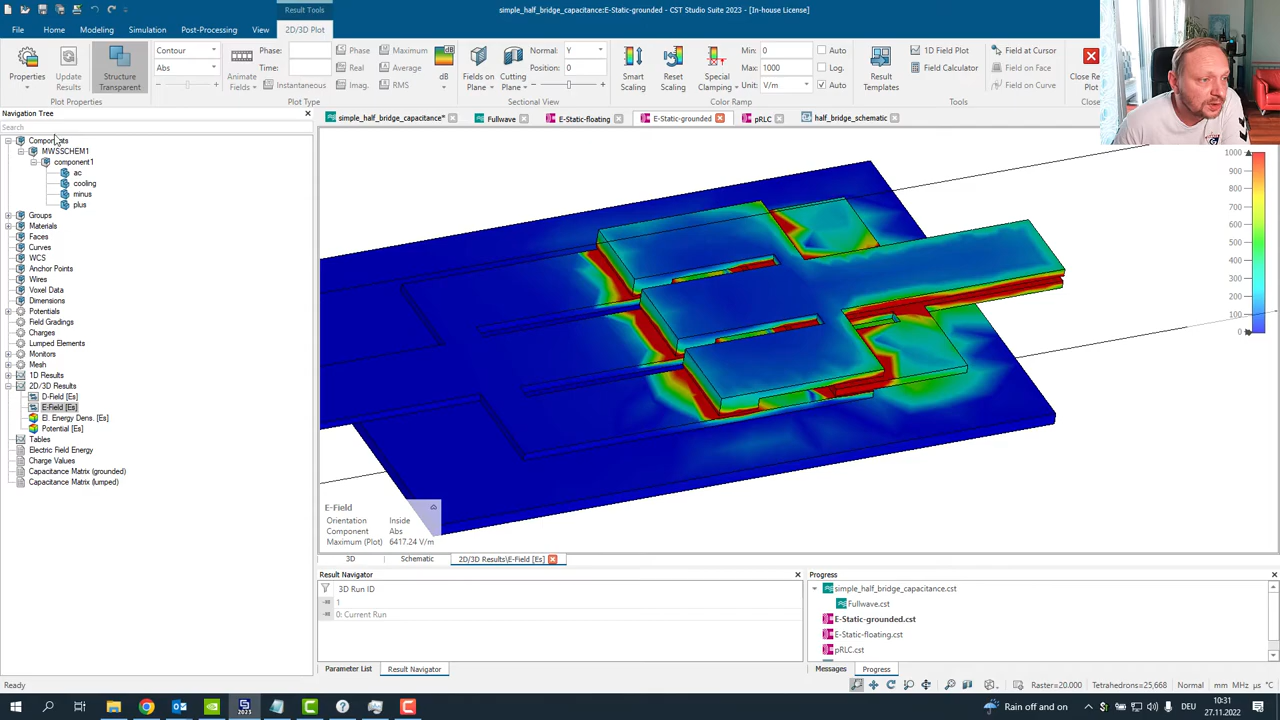 Result Tools
simple_half_bridge_capacitance:E-Static-grounded - CST Studio Suite 2023 - [In-house License]
File Home Modeling Simulation Post-Processing View 2D/3D Plot
Properties
Update Results
Structure Transparent
Plot Properties
Contour
Abs
Animate Fields
Phase:
Time:
Instantaneous
Plot Type
Phase
Real
Imag.
Maximum
Average
RMS
dB
Fields on Plane
Cutting Plane
Normal: Y
Position: 0
Sectional View
Smart Scaling
Reset Scaling
Special Clamping
Min: 0 Auto
Max: 1000 Log.
Unit: V/m Auto
Color Ramp
Result Templates
1D Field Plot
Field Calculator
Field at Cursor
Field on Face
Field on Curve
Tools
Close Re
Plot
Close
Navigation Tree
Search
Components
MWSSCHEM1
component1
ac
cooling
minus
plus
Groups
Materials
Faces
Curves
WCS
Anchor Points
Wires
Voxel Data
Dimensions
Potentials
Field Gradings
Charges
Lumped Elements
Monitors
Mesh
1D Results
2D/3D Results
D-Field [Es]
E-Field [Es]
El. Energy Dens. [Es]
Potential [Es]
Tables
Electric Field Energy
Charge Values
Capacitance Matrix (grounded)
Capacitance Matrix (lumped)
simple_half_bridge_capacitance* Fullwave E-Static-floating E-Static-grounded pRLC half_bridge_schematic
1000
900
800
700
600
500
400
300
200
100
0
E-Field
Orientation Inside
Component Abs
Maximum (Plot) 6417.24 V/m
3D Schematic 2D/3D Results\E-Field [Es]
Result Navigator
3D Run ID
1
0: Current Run
Parameter List Result Navigator
Progress
simple_half_bridge_capacitance.cst
Fullwave.cst
E-Static-grounded.cst
E-Static-floating.cst
pRLC.cst
Messages Progress
Ready
Raster=20.000 Tetrahedrons=25,668 Normal mm MHz µs °C
2023
Rain off and on
10:31
27.11.2022